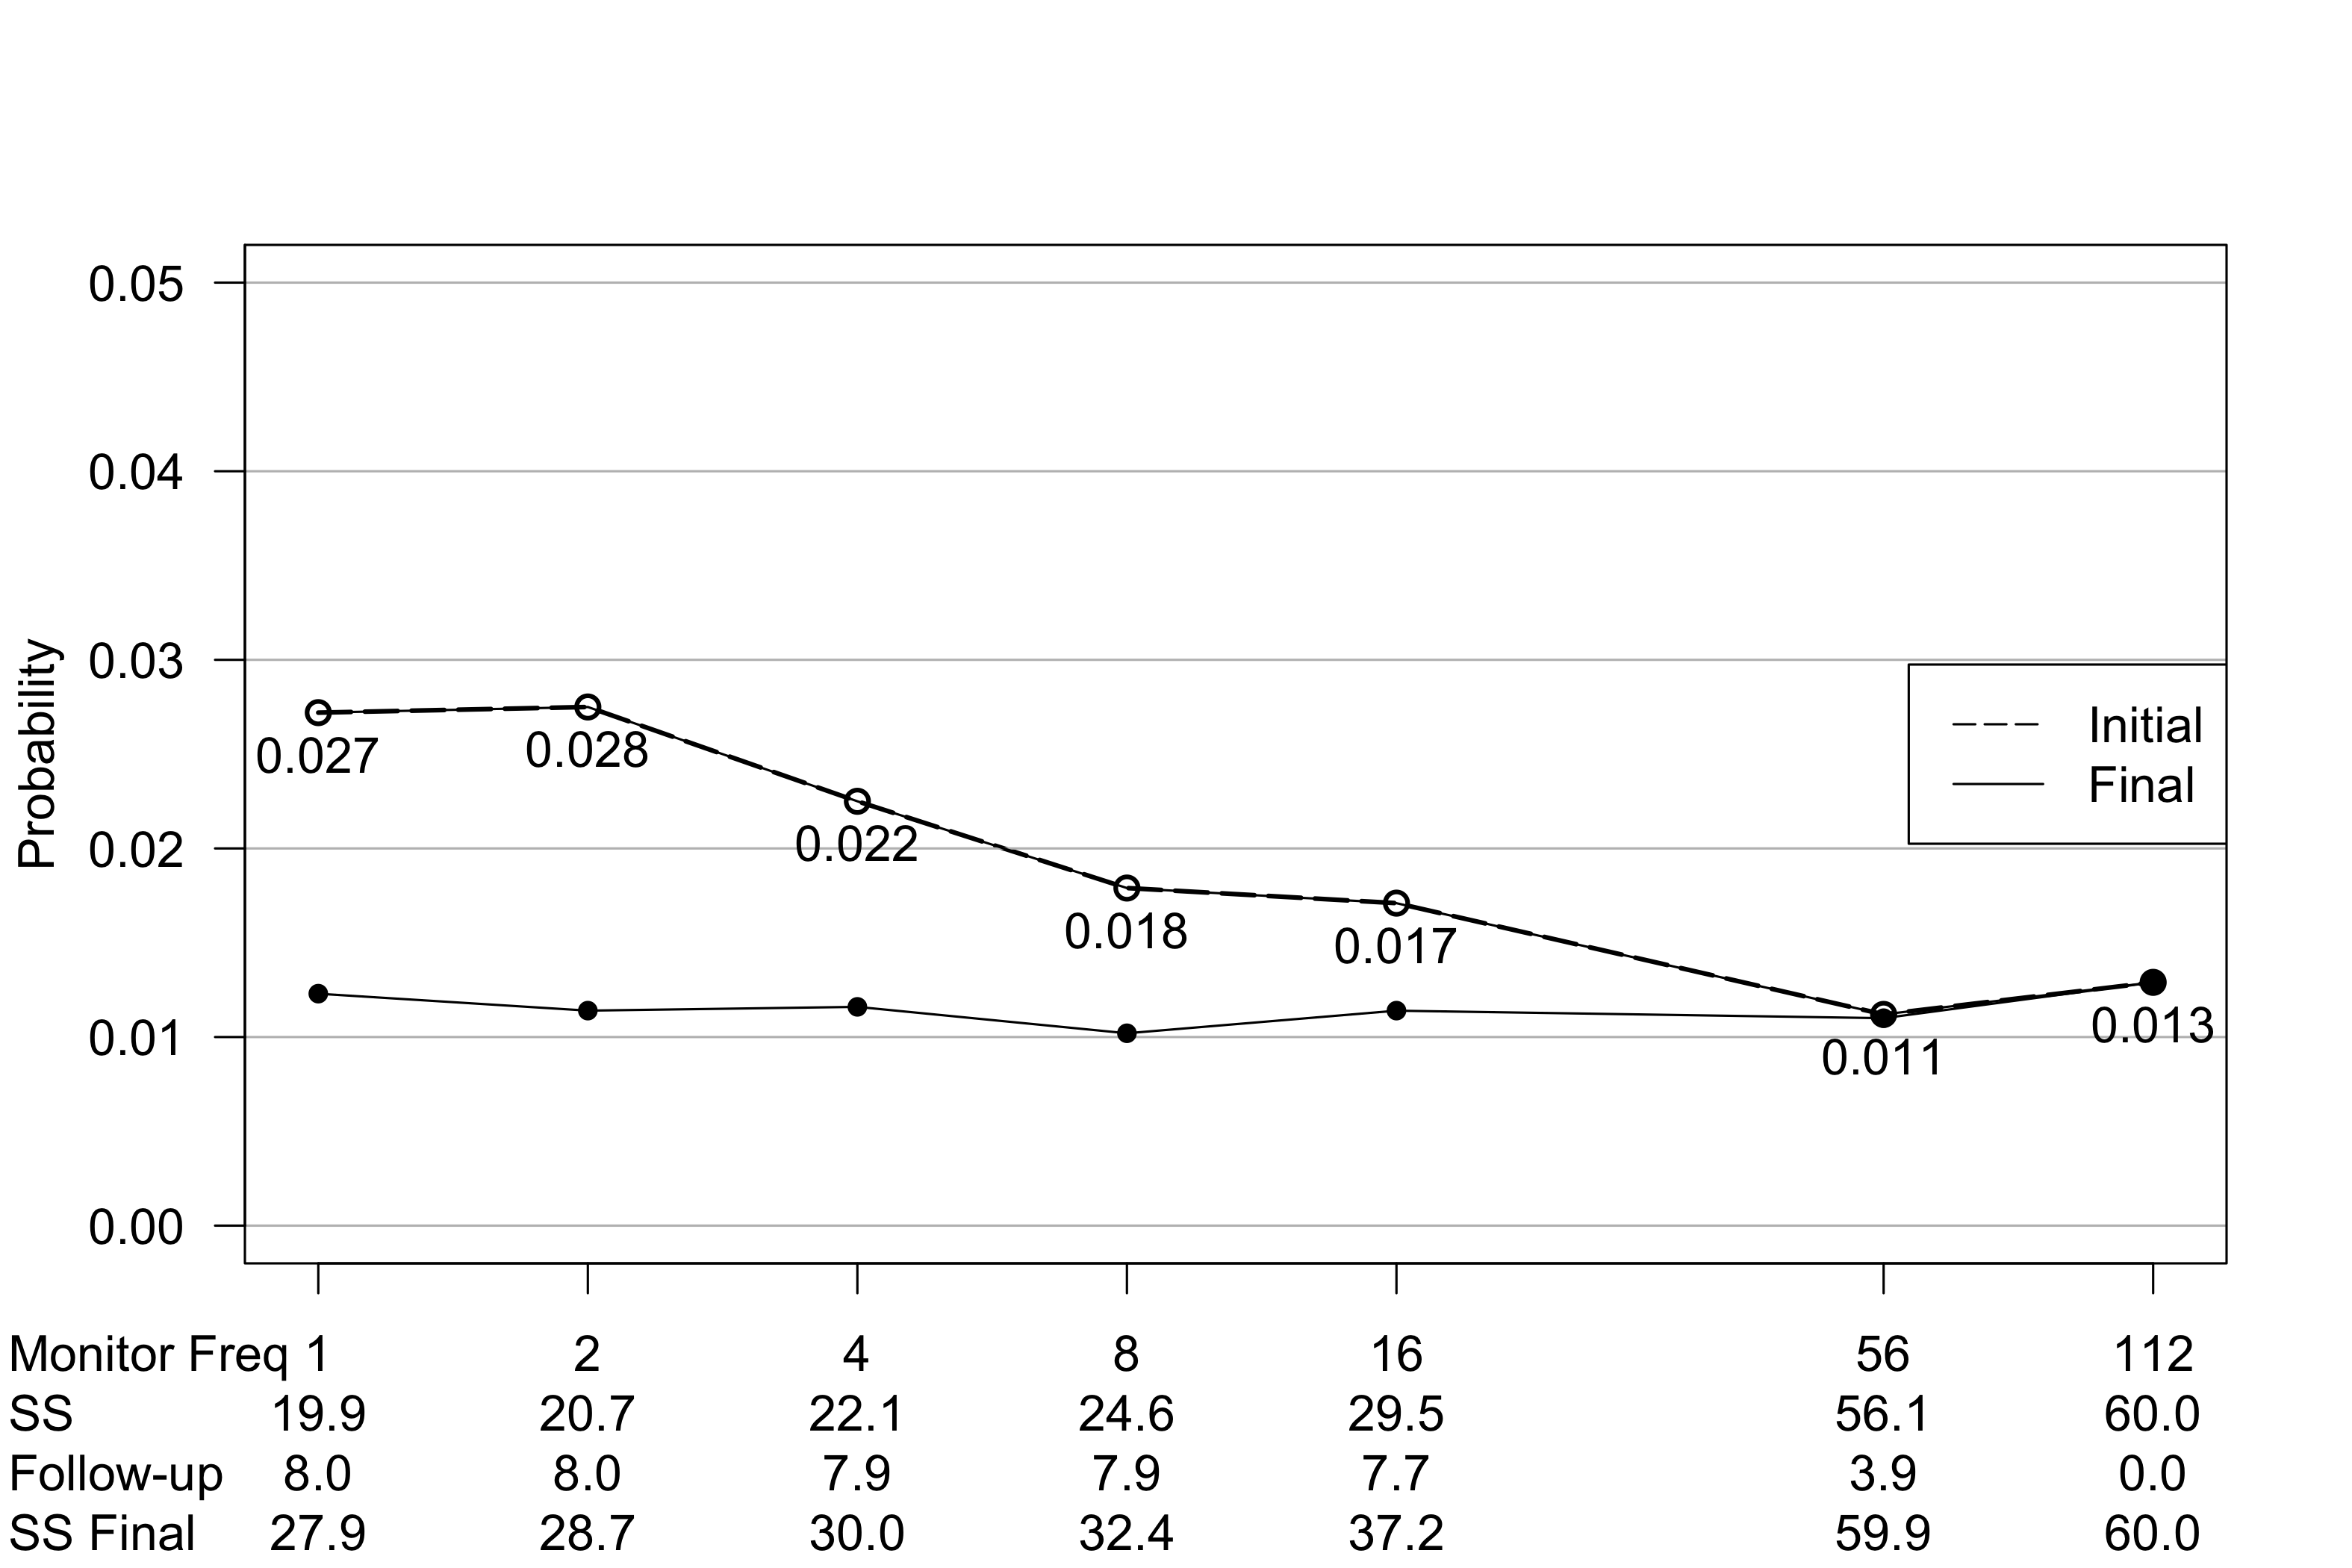 0.05
0.04
0.03
0.02
0.01
0.00
Probability
0.027
0.028
0.022
0.018
0.017
0.011
0.013
Initial
Final
Monitor Freq 1 2 4 8 16 56 112
SS 19.9 20.7 22.1 24.6 29.5 56.1 60.0
Follow-up 8.0 8.0 7.9 7.9 7.7 3.9 0.0
SS Final 27.9 28.7 30.0 32.4 37.2 59.9 60.0